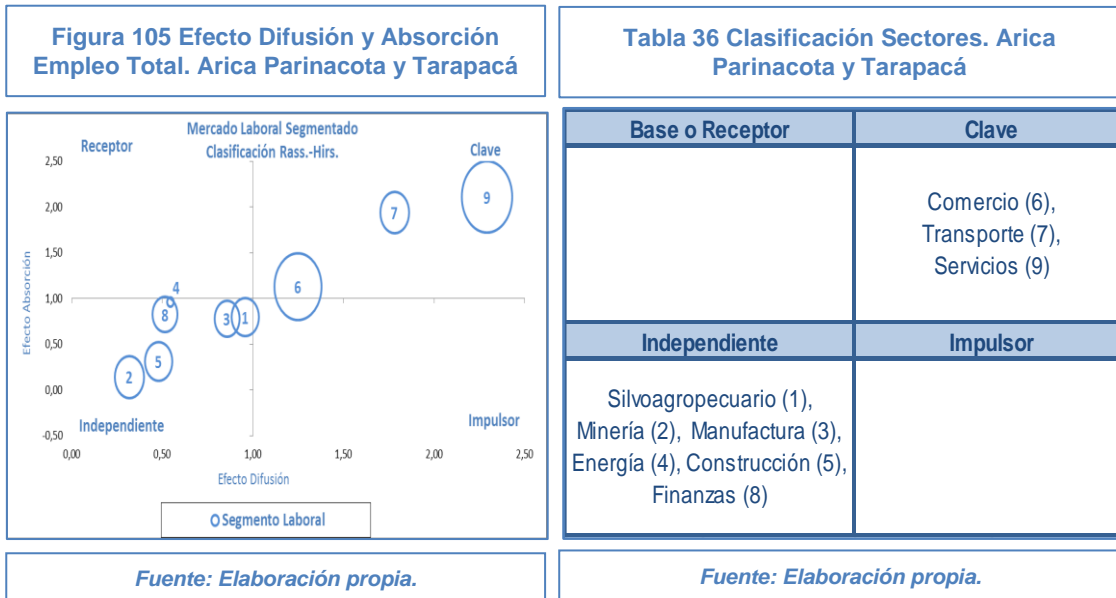 Figura 105 Efecto Difusión y Absorción
Empleo Total. Arica Parinacota y Tarapacá
Mercado Laboral Segmentado
Clasificación Rass.-Hirs.
Receptor
Clave
2,50
2,00
1,50
1,00
0,50
0,00
-0,50
Efecto Absorción
9
7
6
4
8
3
1
5
2
Independiente
Impulsor
0,00
0,50
1,00
1,50
2,00
2,50
Efecto Difusión
Segmento Laboral
Fuente: Elaboración propia.
Tabla 36 Clasificación Sectores. Arica
Parinacota y Tarapacá
Base o Receptor
Clave
Comercio (6),
Transporte (7),
Servicios (9)
Independiente
Impulsor
Silvoagropecuario (1),
Minería (2), Manufactura (3),
Energía (4), Construcción (5),
Finanzas (8)
Fuente: Elaboración propia.